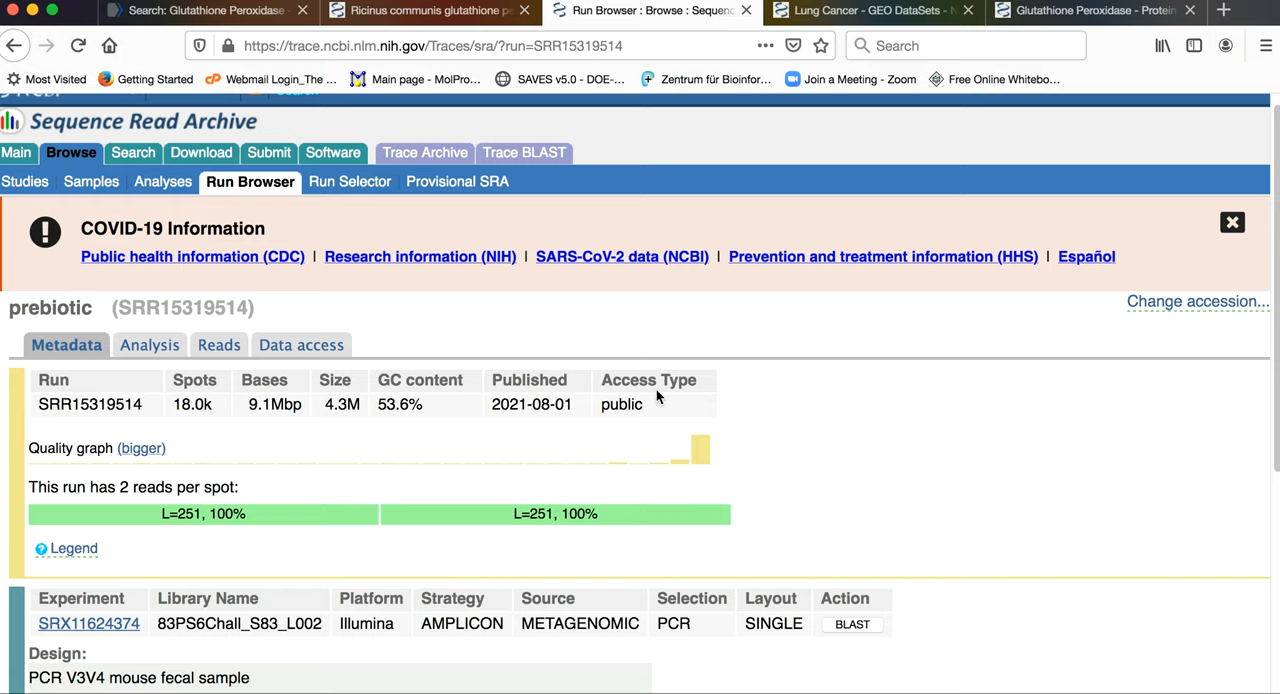 Search: Glutathione Peroxidase -
Ricinus communis glutathione pe
Run Browser : Browse : Sequenc
Lung Cancer - GEO DataSets - N
Glutathione Peroxidase - Protein
https://trace.ncbi.nlm.nih.gov/Traces/sra/?run=SRR15319514
Search
Most Visited Getting Started Webmail Login_The ... Main page - MolPro... SAVES v5.0 - DOE-... Zentrum für Bioinfor... Join a Meeting - Zoom Free Online Whitebo...
Sequence Read Archive
Main Browse Search Download Submit Software Trace Archive Trace BLAST
Studies Samples Analyses Run Browser Run Selector Provisional SRA
COVID-19 Information
Public health information (CDC) | Research information (NIH) | SARS-CoV-2 data (NCBI) | Prevention and treatment information (HHS) | Español
prebiotic (SRR15319514)
Change accession...
Metadata Analysis Reads Data access
Run Spots Bases Size GC content Published Access Type
SRR15319514 18.0k 9.1Mbp 4.3M 53.6% 2021-08-01 public
Quality graph (bigger)
This run has 2 reads per spot:
L=251, 100% L=251, 100%
Legend
Experiment Library Name Platform Strategy Source Selection Layout Action
SRX11624374 83PS6Chall_S83_L002 Illumina AMPLICON METAGENOMIC PCR SINGLE BLAST
Design:
PCR V3V4 mouse fecal sample